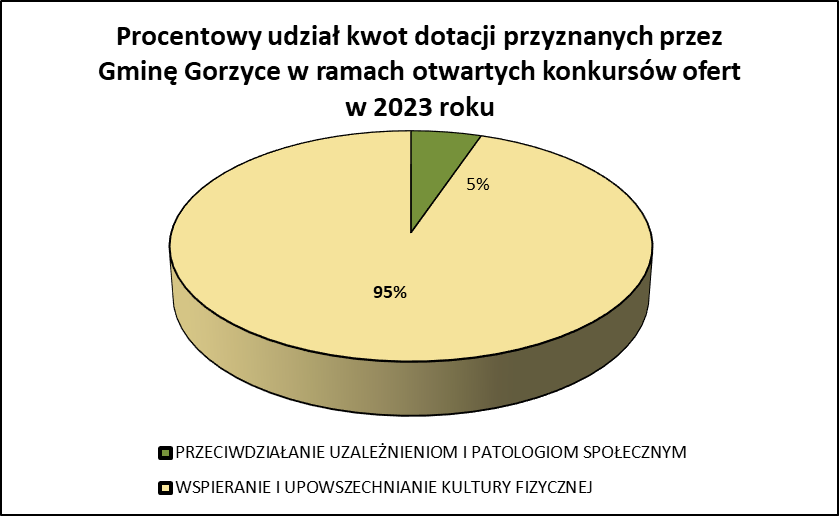 Procentowy udział kwot dotacji przyznanych przez
Gminę Gorzyce w ramach otwartych konkursów ofert
w 2023 roku
5%
95%
PRZECIWDZIAŁANIE UZALEŻNIENIOM I PATOLOGIOM SPOŁECZNYM
WSPIERANIE I UPOWSZECHNIANIE KULTURY FIZYCZNEJ